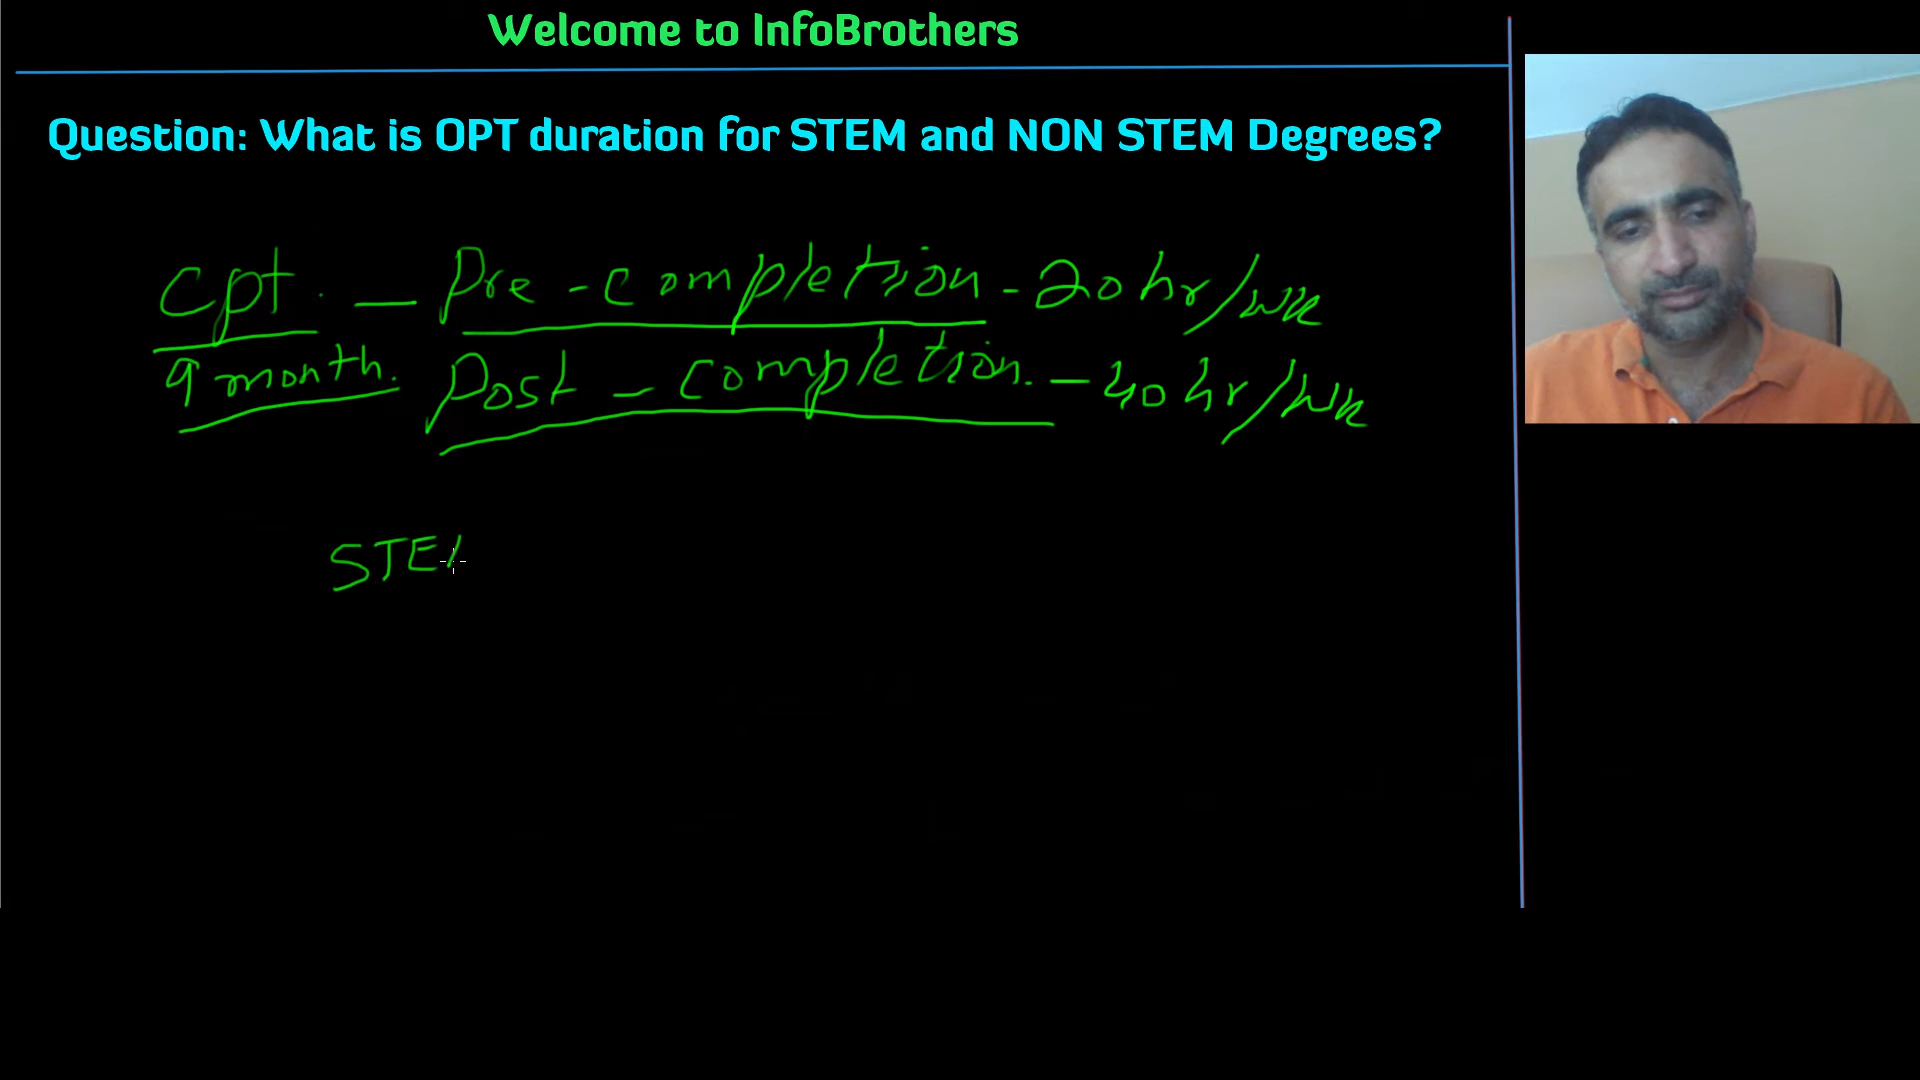 Welcome to InfoBrothers
Question: What is OPT duration for STEM and NON STEM Degrees?
Cpt. — Pre - Completion - 20 hr/wk
9 month. Post - Completion. - 40 hr/wk
STE